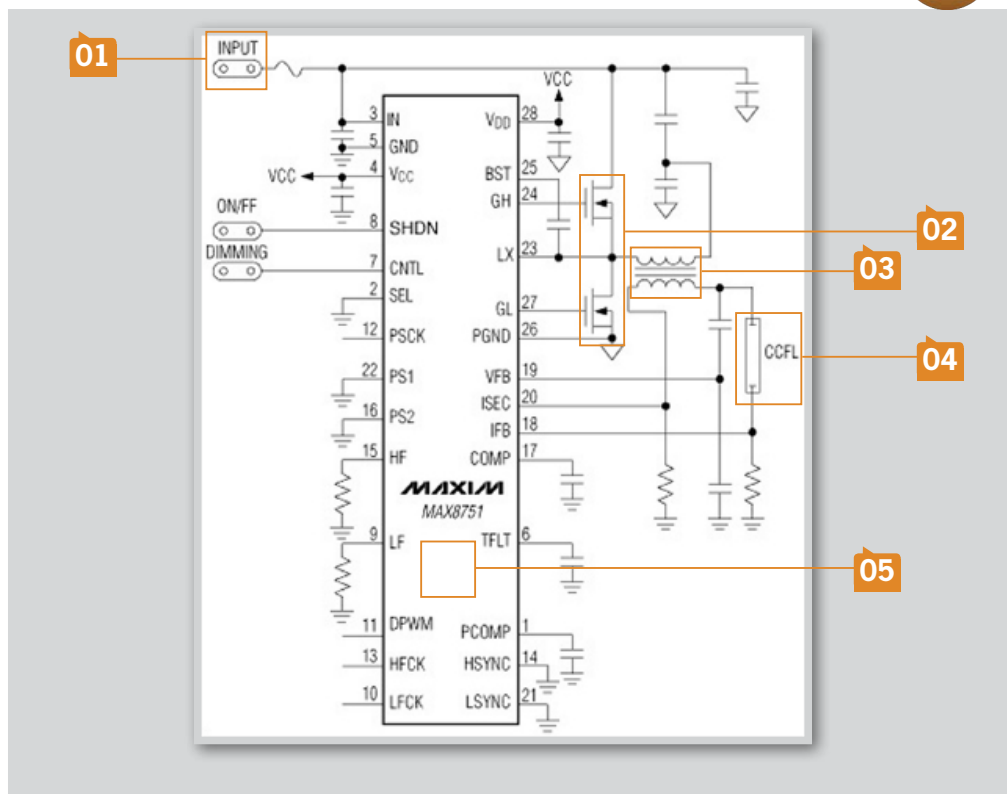 01
INPUT
VCC
3 IN
VDD 28
5 GND
4 VCC
VCC
BST 25
GH 24
02
ON/FF
8 SHDN
DIMMING
7 CNTL
LX 23
03
2 SEL
GL 27
12 PSCK
PGND 26
CCFL
04
22 PS1
VFB 19
ISEC 20
16 PS2
IFB 18
15 HF
COMP 17
MAXIM
MAX8751
9 LF
TFLT 6
05
11 DPWM
PCOMP 1
13 HFCK
HSYNC 14
10 LFCK
LSYNC 21